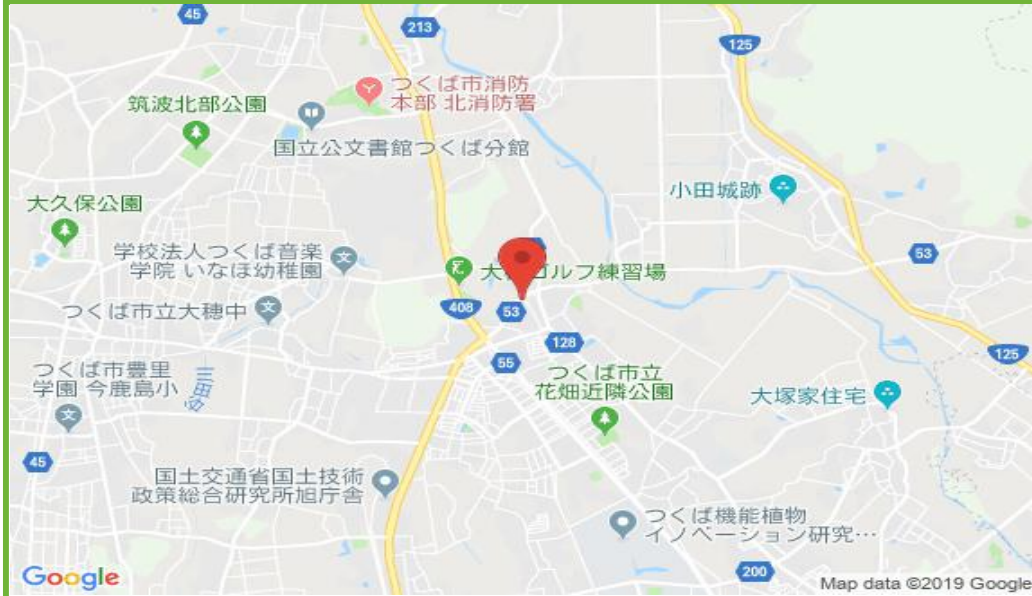 45
213
125
つくば市消防
本部 北消防署
筑波北部公園
国立公文書館つくば分館
小田城跡
大久保公園
学校法人つくば音楽
学院 いなほ幼稚園
53
ゴルフ練習場
つくば市立大穂中
408
53
128
125
55
つくば市豊里
学園 今鹿島小
つくば市立
花畑近隣公園
大塚家住宅
45
国土交通省国土技術
政策総合研究所旭庁舎
つくば機能植物
イノベーション研究…
200
Google
Map data ©2019 Google